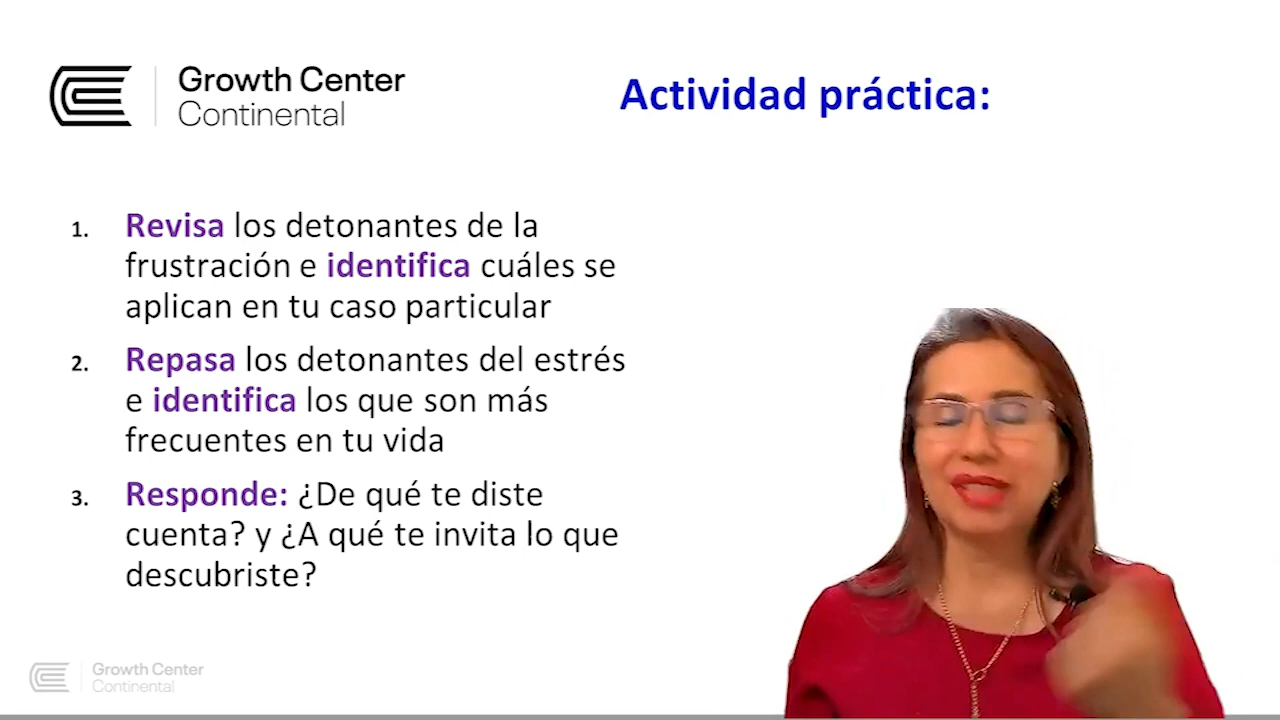 Growth Center
Continental
Actividad práctica:
1. Revisa los detonantes de la
frustración e identifica cuáles se
aplican en tu caso particular
2. Repasa los detonantes del estrés
e identifica los que son más
frecuentes en tu vida
3. Responde: ¿De qué te diste
cuenta? y ¿A qué te invita lo que
descubriste?
Growth Center
Continental